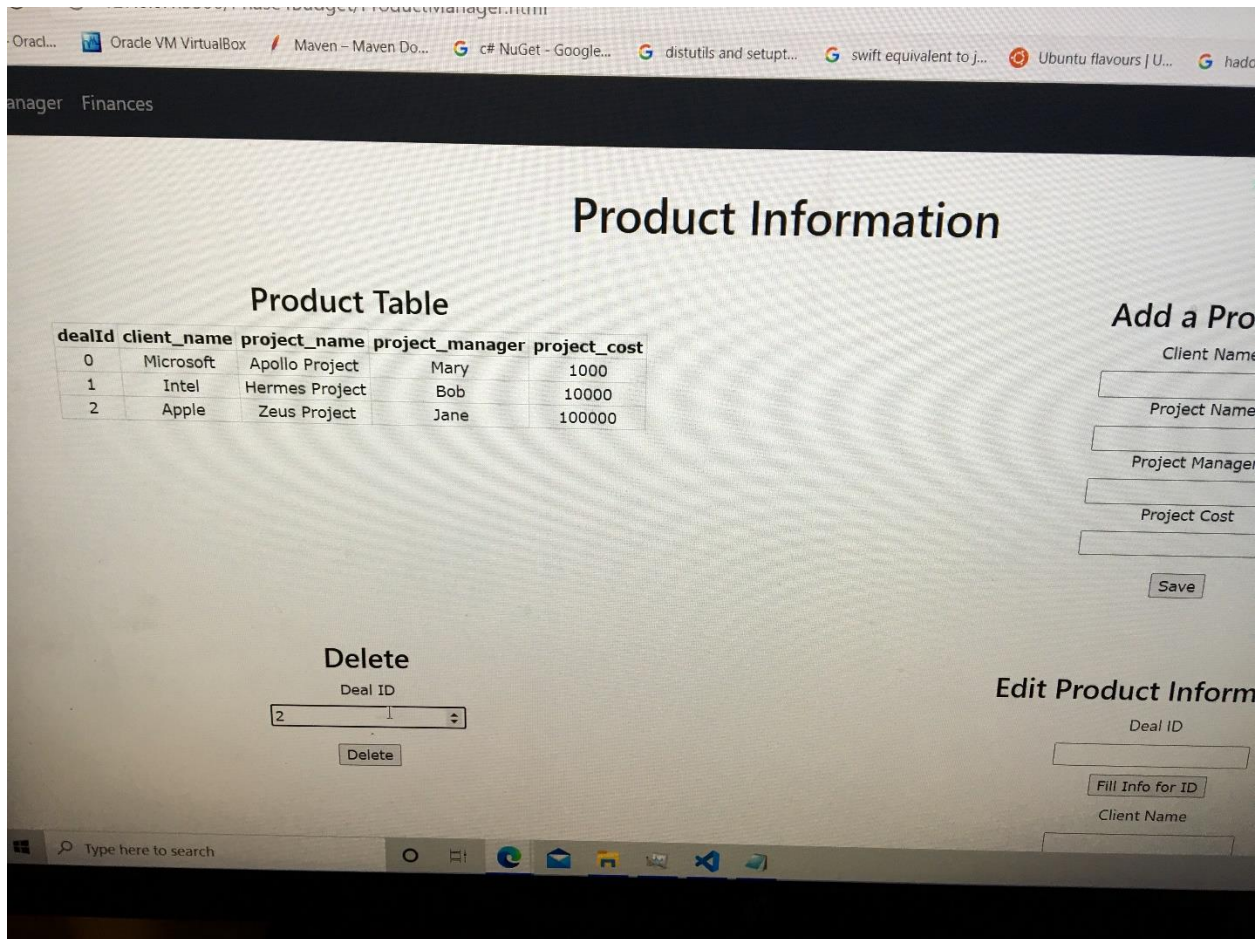 Oracl... Oracle VM VirtualBox Maven – Maven Do... c# NuGet - Google... distutils and setupt... swift equivalent to j... Ubuntu flavours | U...
anager Finances
Product Information
Product Table
dealId client_name project_name project_manager project_cost
0 Microsoft Apollo Project Mary 1000
1 Intel Hermes Project Bob 10000
2 Apple Zeus Project Jane 100000
Add a Pro
Client Name
Project Name
Project Manager
Project Cost
Save
Delete
Deal ID
2
Delete
Edit Product Inform
Deal ID
Fill Info for ID
Client Name
Type here to search